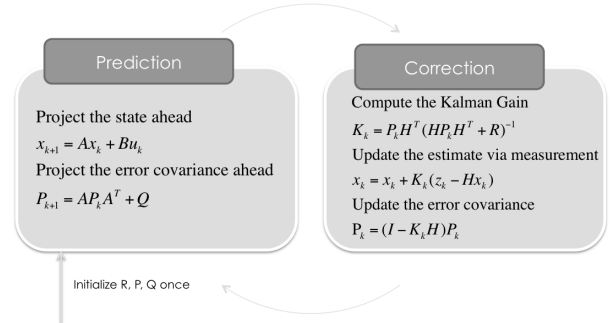 Prediction
Project the state ahead
x_{k+1} = Ax_k + Bu_k
Project the error covariance ahead
P_{k+1} = AP_kA^T + Q
Correction
Compute the Kalman Gain
K_k = P_kH^T(HP_kH^T + R)^{-1}
Update the estimate via measurement
x_k = x_k + K_k(z_k − Hx_k)
Update the error covariance
P_k = (I − K_kH)P_k
Initialize R, P, Q once